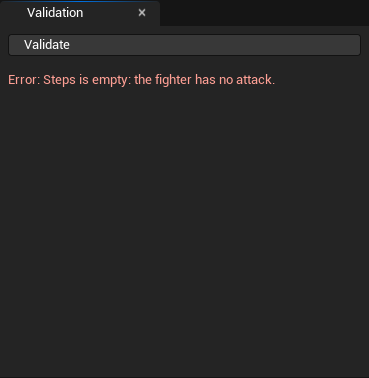 Validation
Validate
Error: Steps is empty: the fighter has no attack.